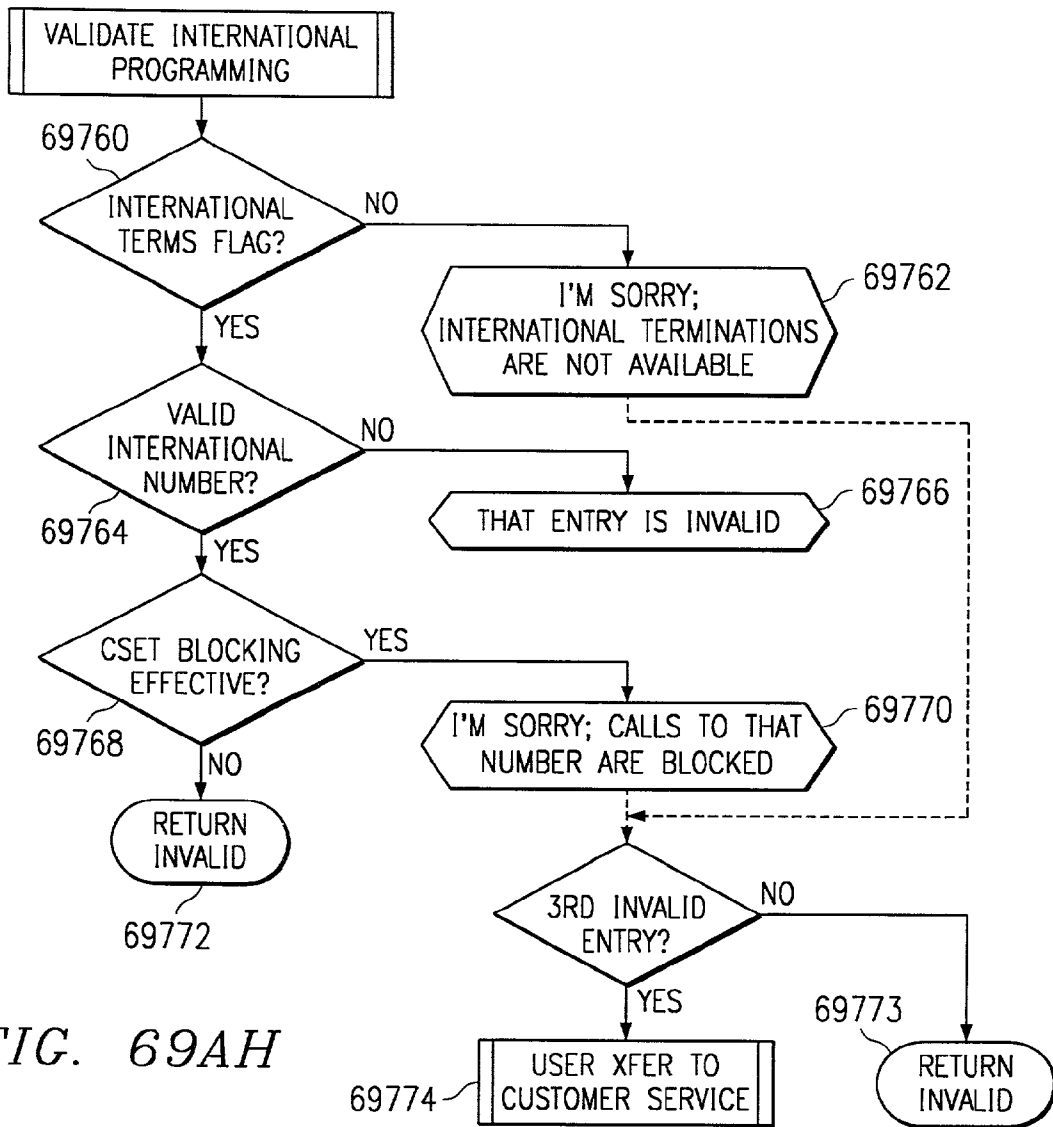 VALIDATE INTERNATIONAL
PROGRAMMING
69760
INTERNATIONAL
TERMS FLAG?
NO
YES
I'M SORRY;
INTERNATIONAL TERMINATIONS
ARE NOT AVAILABLE
69762
VALID
INTERNATIONAL
NUMBER?
NO
69764
YES
THAT ENTRY IS INVALID
69766
CSET BLOCKING
EFFECTIVE?
YES
69768
NO
I'M SORRY; CALLS TO THAT
NUMBER ARE BLOCKED
69770
RETURN
INVALID
69772
3RD INVALID
ENTRY?
NO
YES
USER XFER TO
CUSTOMER SERVICE
69774
69773
RETURN
INVALID
FIG. 69AH